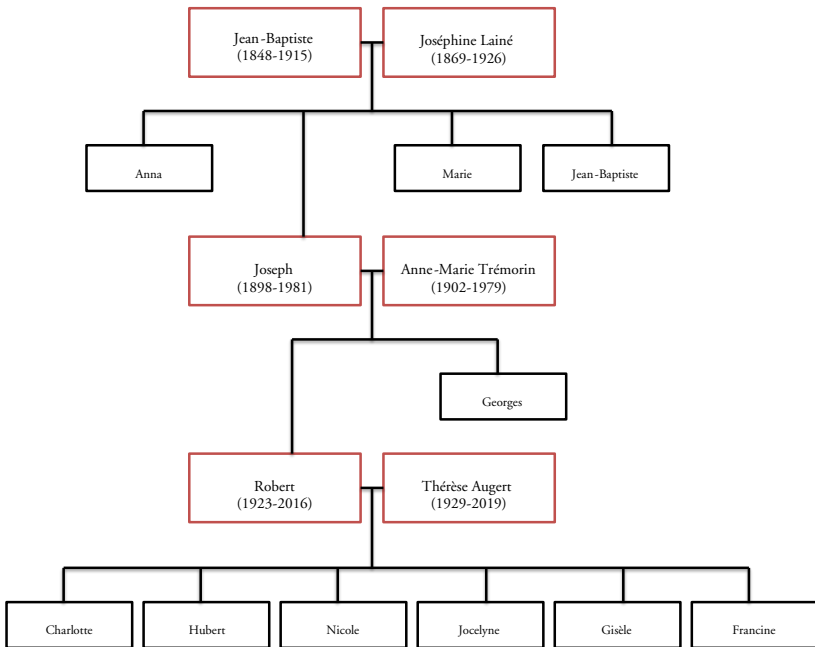 Jean-Baptiste
(1848-1915)
Joséphine Lainé
(1869-1926)
Anna
Marie
Jean-Baptiste
Joseph
(1898-1981)
Anne-Marie Trémorin
(1902-1979)
Georges
Robert
(1923-2016)
Thérèse Augert
(1929-2019)
Charlotte
Hubert
Nicole
Jocelyne
Gisèle
Francine